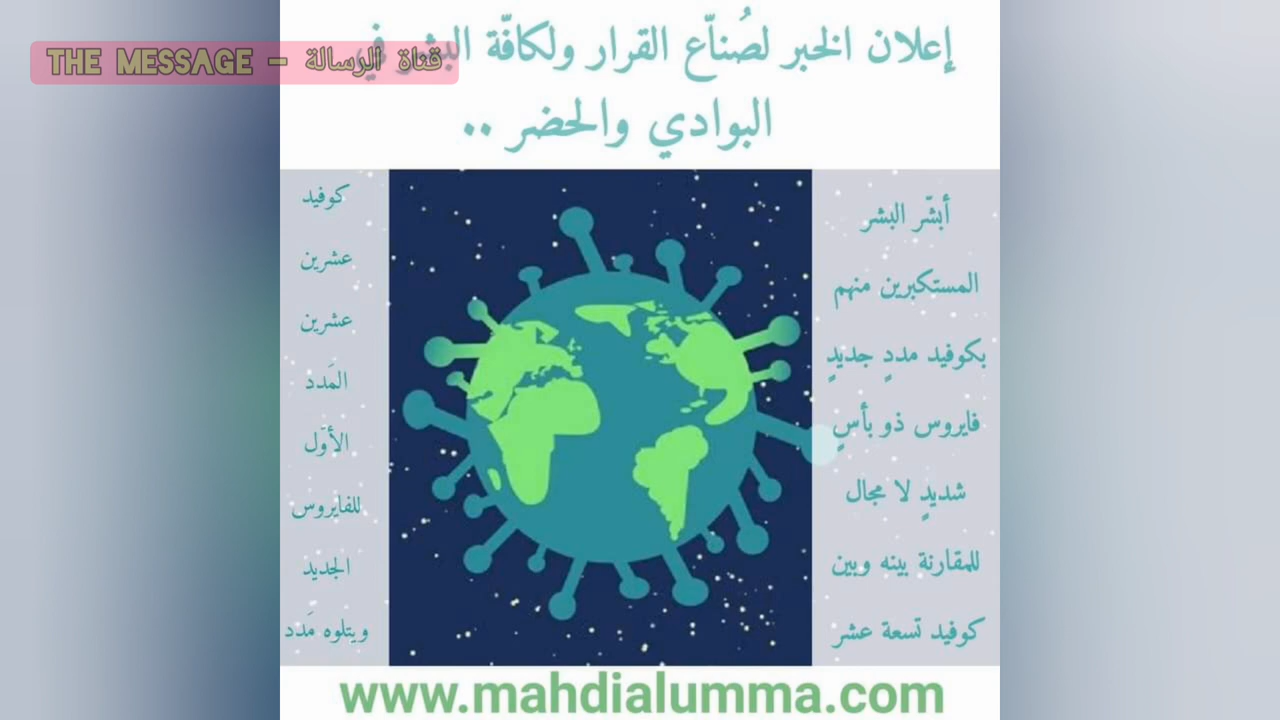 THE MESSAGE - قناة الرسالة
إعلان الخبر لصُنّاع القرار ولكافّة البشر في
البوادي والحضر ..
أبشّر البشر
المستكبرين منهم
بكوفيد مددٍ جديدٍ
فايروس ذو بأسٍ
شديدٍ لا مجال
للمقارنة بينه وبين
كوفيد تسعة عشر
كوفيد
عشرين
عشرين
المَدد
الأوّل
للفايروس
الجديد
ويتلوه مَدد
www.mahdialumma.com